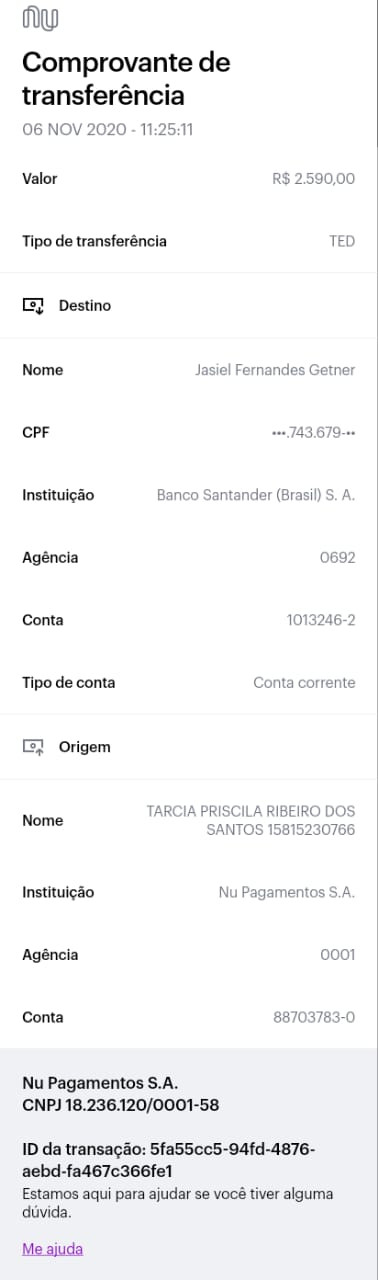 nu
Comprovante de
transferência
06 NOV 2020 - 11:25:11
Valor R$ 2.590,00
Tipo de transferência TED
Destino
Nome Jasiel Fernandes Getner
CPF •••.743.679-••
Instituição Banco Santander (Brasil) S. A.
Agência 0692
Conta 1013246-2
Tipo de conta Conta corrente
Origem
Nome TARCIA PRISCILA RIBEIRO DOS
SANTOS 15815230766
Instituição Nu Pagamentos S.A.
Agência 0001
Conta 88703783-0
Nu Pagamentos S.A.
CNPJ 18.236.120/0001-58
ID da transação: 5fa55cc5-94fd-4876-
aebd-fa467c366fe1
Estamos aqui para ajudar se você tiver alguma
dúvida.
Me ajuda